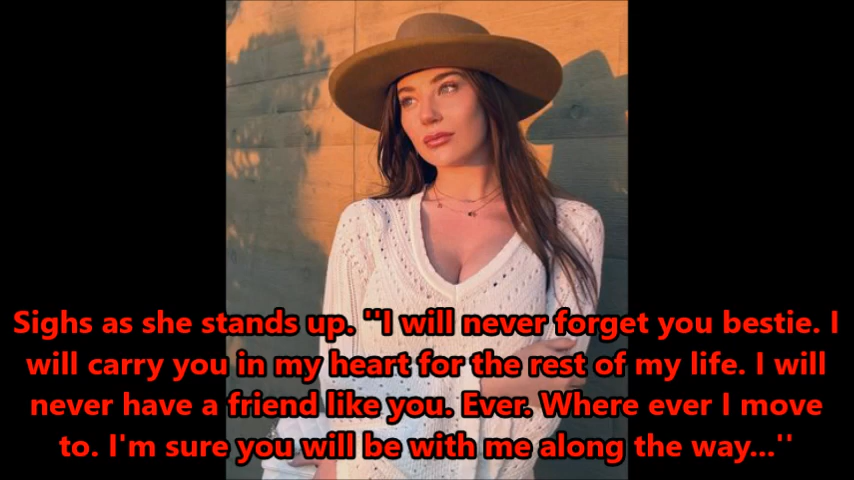 Sighs as she stands up. ''I will never forget you bestie. I
will carry you in my heart for the rest of my life. I will
never have a friend like you. Ever. Where ever I move
to. I'm sure you will be with me along the way...''